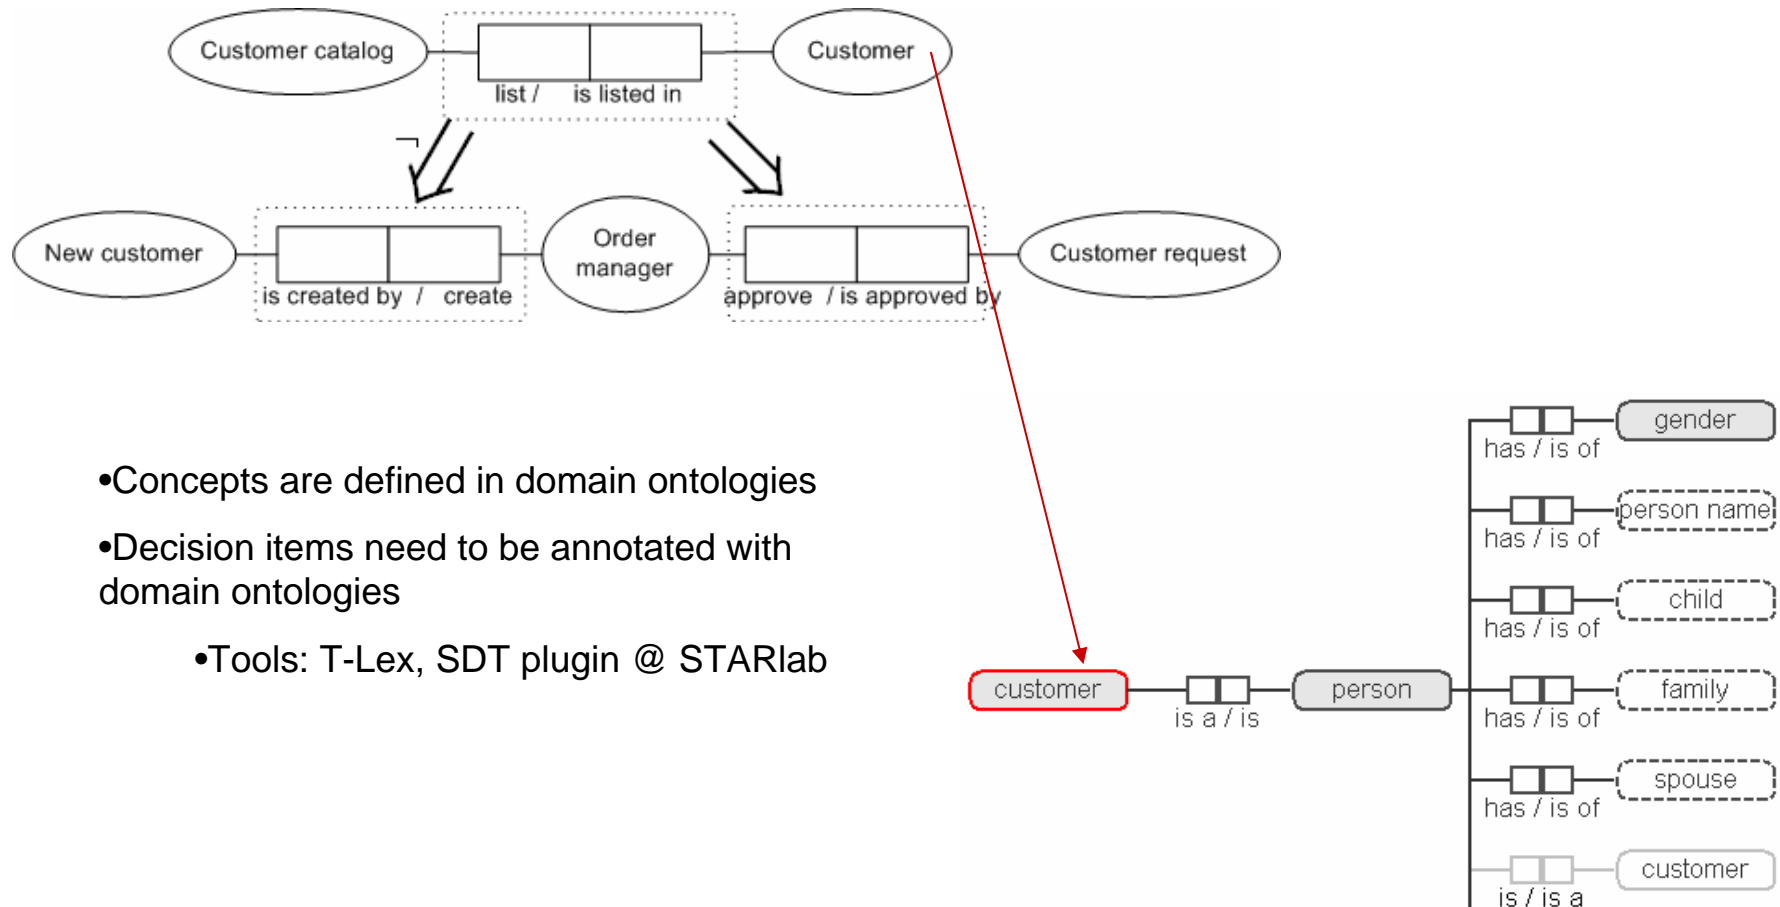 Customer catalog
Customer
list / is listed in
¬
New customer
Order
manager
Customer request
is created by / create
approve / is approved by
•Concepts are defined in domain ontologies
•Decision items need to be annotated with
domain ontologies
•Tools: T-Lex, SDT plugin @ STARlab
gender
has / is of
person name
has / is of
child
has / is of
customer
person
family
is a / is
has / is of
spouse
has / is of
customer
is / is a